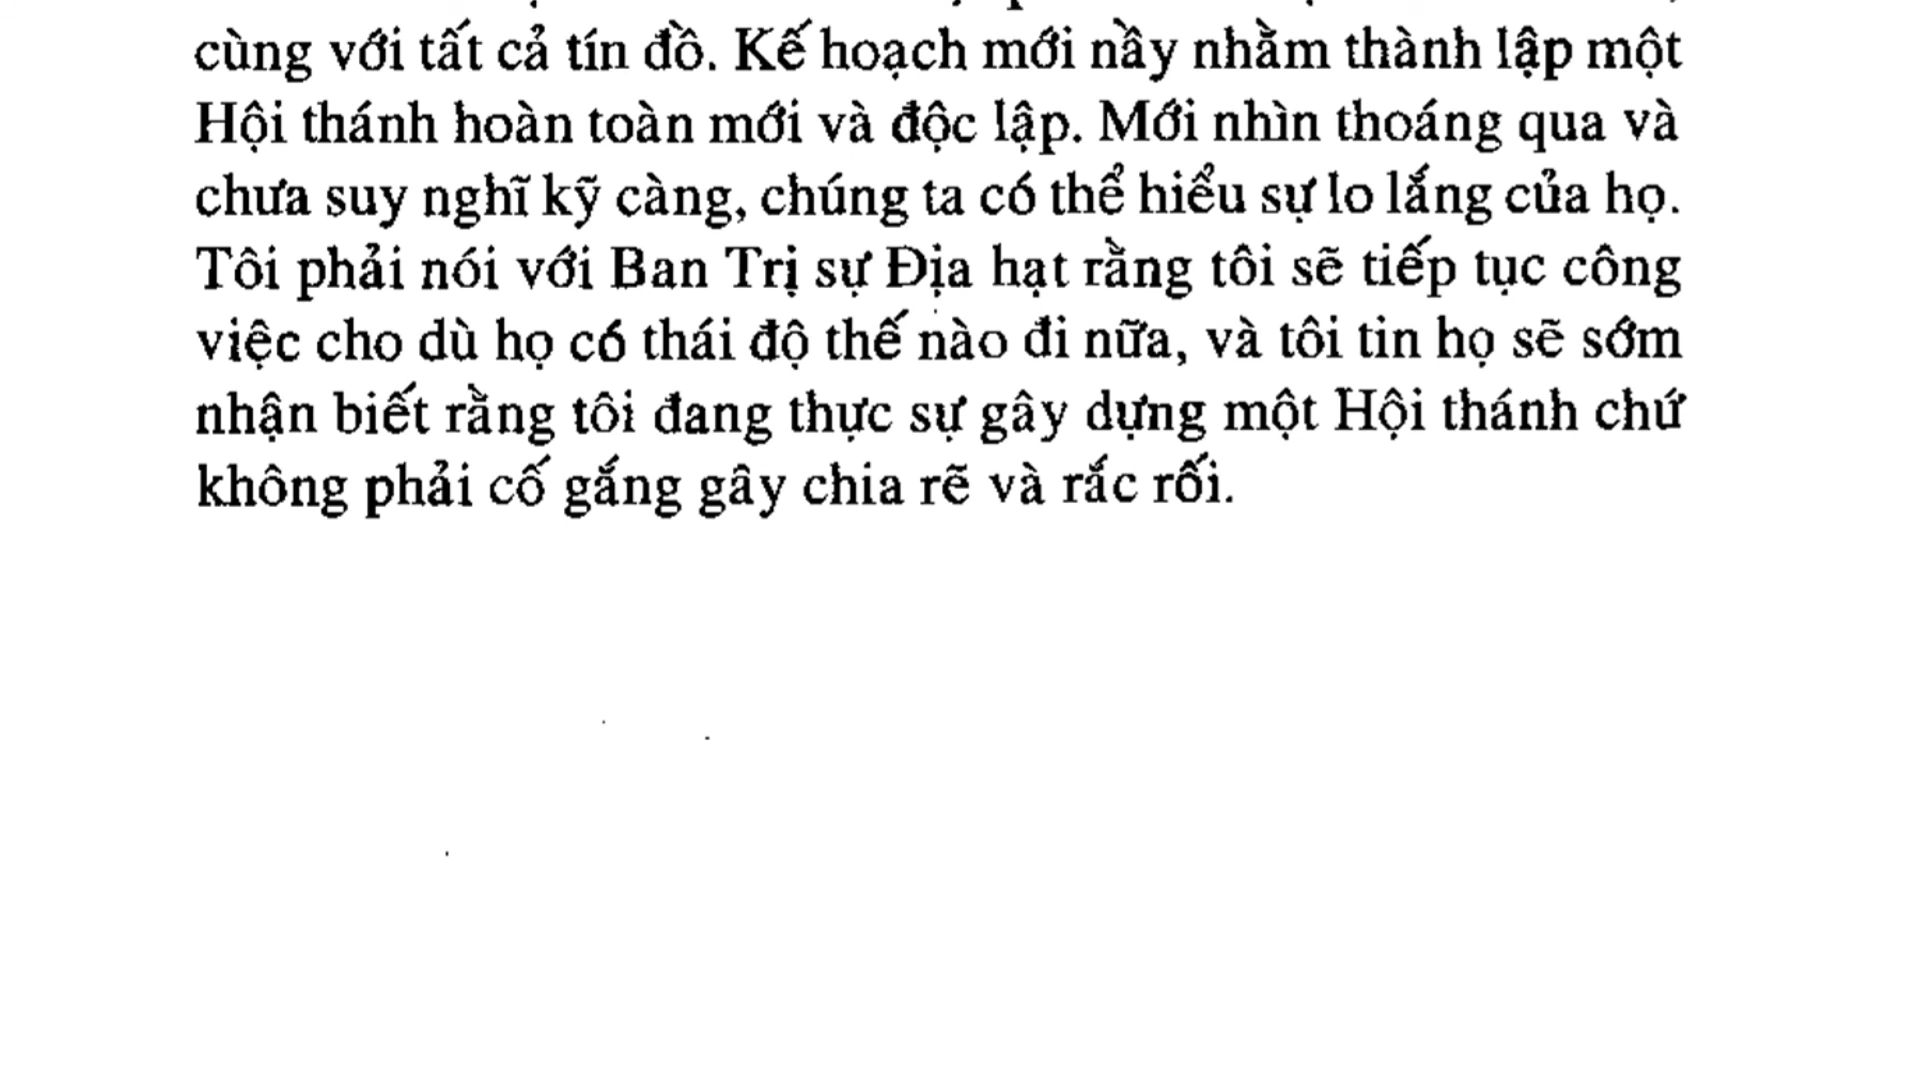 cùng với tất cả tín đồ. Kế hoạch mới nầy nhằm thành lập một
Hội thánh hoàn toàn mới và độc lập. Mới nhìn thoáng qua và
chưa suy nghĩ kỹ càng, chúng ta có thể hiểu sự lo lắng của họ.
Tôi phải nói với Ban Trị sự Địa hạt rằng tôi sẽ tiếp tục công
việc cho dù họ có thái độ thế nào đi nữa, và tôi tin họ sẽ sớm
nhận biết rằng tôi đang thực sự gây dựng một Hội thánh chứ
không phải cố gắng gây chia rẽ và rắc rối.